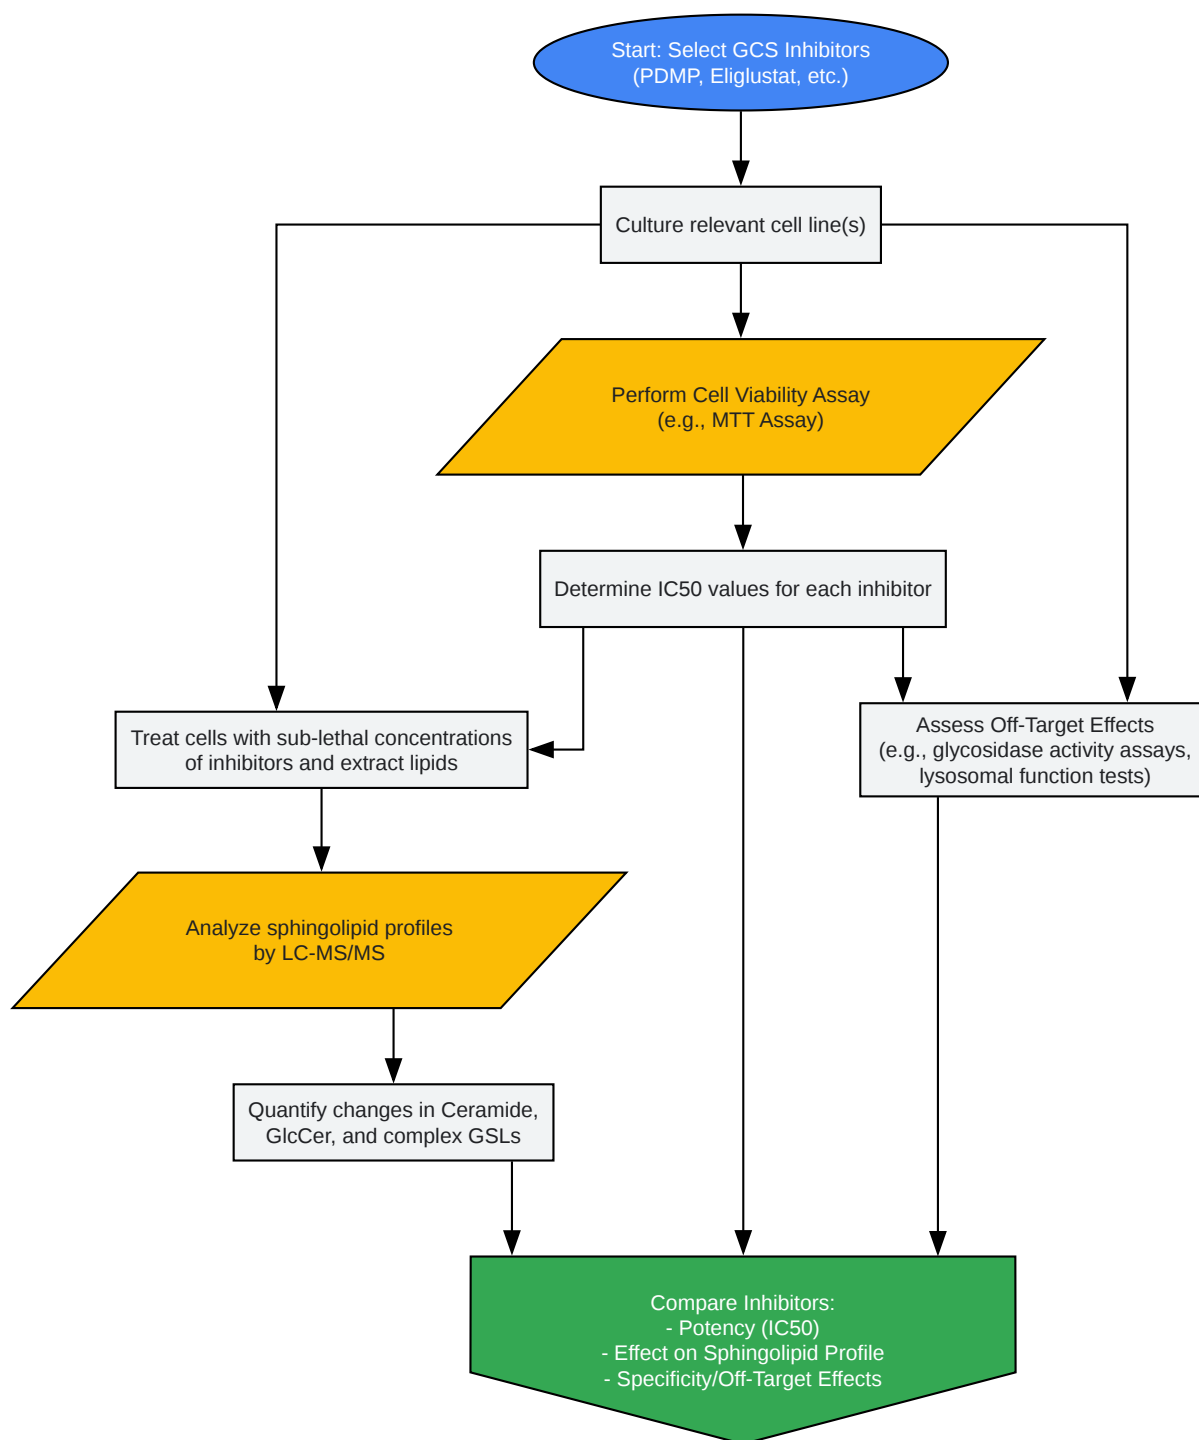 Start: Select GCS Inhibitors
(PDMP, Eliglustat, etc.)
Culture relevant cell line(s)
Perform Cell Viability Assay
(e.g., MTT Assay)
Determine IC50 values for each inhibitor
Treat cells with sub-lethal concentrations
of inhibitors and extract lipids
Assess Off-Target Effects
(e.g., glycosidase activity assays,
lysosomal function tests)
Analyze sphingolipid profiles
by LC-MS/MS
Quantify changes in Ceramide,
GlcCer, and complex GSLs
Compare Inhibitors:
- Potency (IC50)
- Effect on Sphingolipid Profile
- Specificity/Off-Target Effects